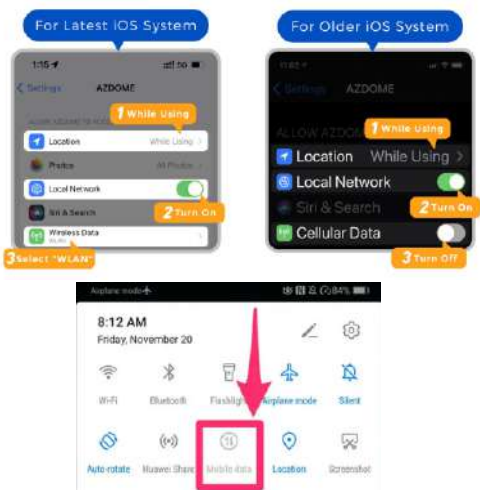 For Latest iOS System
1:15
5G
Settings
AZDOME
1 While Using
Location
While Using
Photos
All Photos
Local Network
Siri & Search
2 Turn On
Wireless Data
WLAN
3 Select "WLAN"
For Older iOS System
Settings
AZDOME
ALLOW AZDOME
1 While Using
Location
While Using
Local Network
Siri & Search
2 Turn On
Cellular Data
3 Turn Off
Airplane mode
84%
8:12 AM
Friday, November 20
Wi-Fi
Bluetooth
Flashlight
Airplane mode
Silent
Auto-rotate
Huawei Share
Mobile data
Location
Screenshot